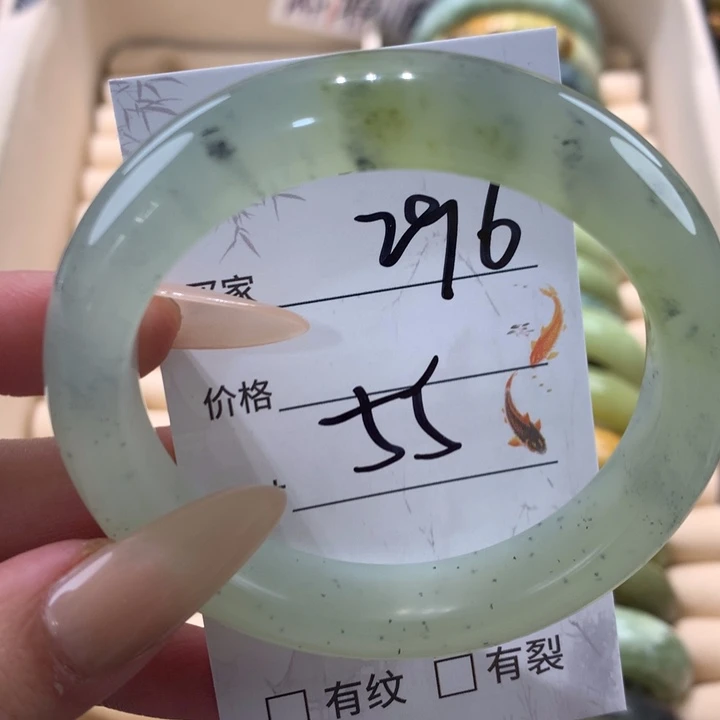 296
家
价格 55
□ 有纹 □ 有裂